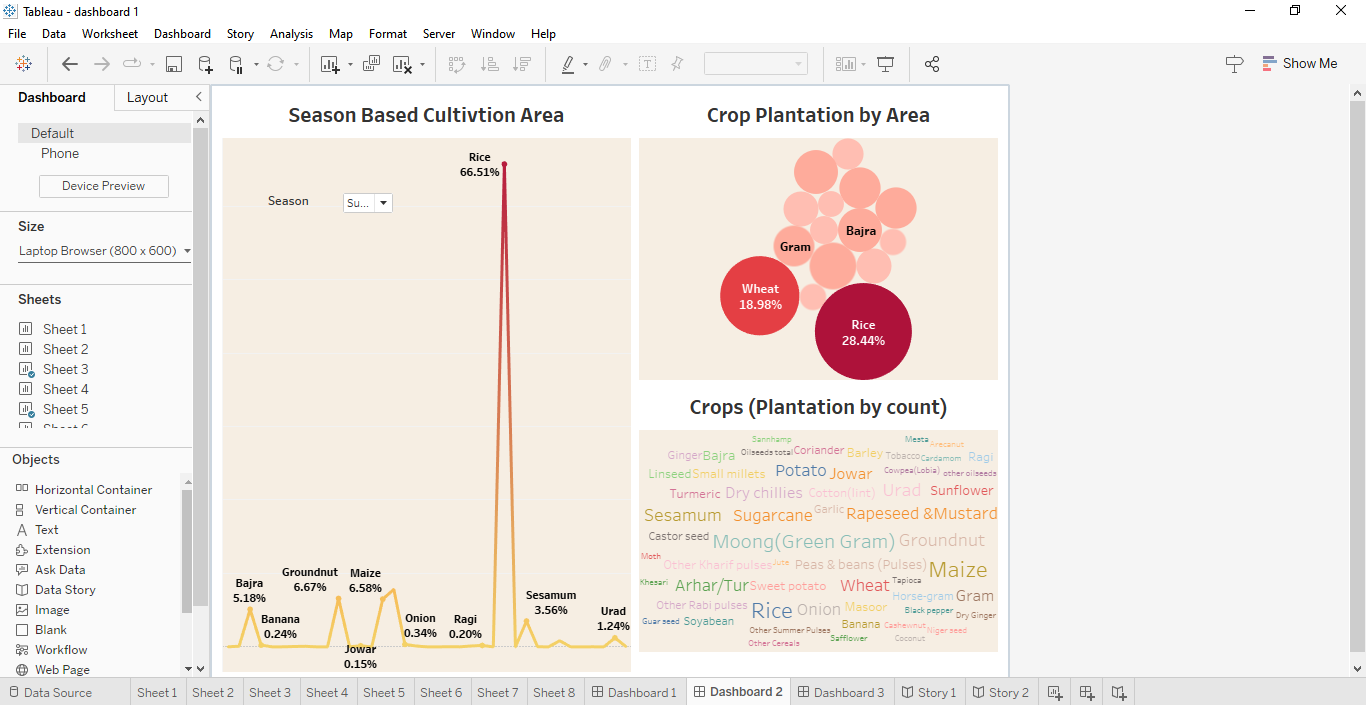 Tableau - dashboard 1
File Data Worksheet Dashboard Story Analysis Map Format Server Window Help
Show Me
Dashboard Layout
Default
Phone
Device Preview
Size
Laptop Browser (800 x 600)
Sheets
Sheet 1
Sheet 2
Sheet 3
Sheet 4
Sheet 5
Objects
Horizontal Container
Vertical Container
Text
Extension
Ask Data
Data Story
Image
Blank
Workflow
Web Page
Season Based Cultivtion Area
Rice
66.51%
Season Su...
Groundnut
6.67%
Maize
6.58%
Bajra
5.18%
Banana
0.24%
Jowar
0.15%
Onion
0.34%
Ragi
0.20%
Sesamum
3.56%
Urad
1.24%
Crop Plantation by Area
Bajra
Gram
Wheat
18.98%
Rice
28.44%
Crops (Plantation by count)
Sannhamp Mesta Arecanut
Ginger Bajra Oilseeds total Coriander Barley Tobacco Cardamom Ragi
Linseed Small millets Potato Jowar Cowpea(Lobia) other oilseeds
Turmeric Dry chillies Cotton(lint) Urad Sunflower
Sesamum Sugarcane Garlic Rapeseed &Mustard
Castor seed Moong(Green Gram) Groundnut
Moth Other Kharif pulses Jute Peas & beans (Pulses) Maize
Khesari Arhar/Tur Sweet potato Wheat Tapioca
Horse-gram Gram
Other Rabi pulses Rice Onion Masoor Black pepper Dry Ginger
Guar seed Soyabean Other Summer Pulses Banana Cashewnut Niger seed
Other Cereals Safflower Coconut
Data Source Sheet 1 Sheet 2 Sheet 3 Sheet 4 Sheet 5 Sheet 6 Sheet 7 Sheet 8 Dashboard 1 Dashboard 2 Dashboard 3 Story 1 Story 2